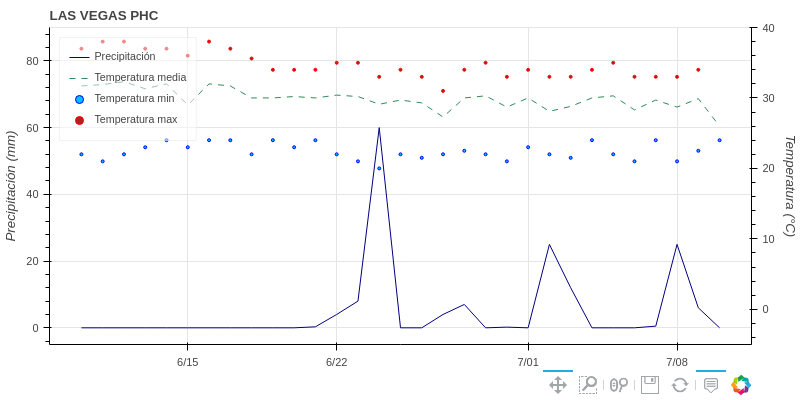 LAS VEGAS PHC
Precipitación
Temperatura media
Temperatura min
Temperatura max
Precipitación (mm)
80
60
40
20
0
Temperatura (°C)
40
30
20
10
0
6/15
6/22
7/01
7/08